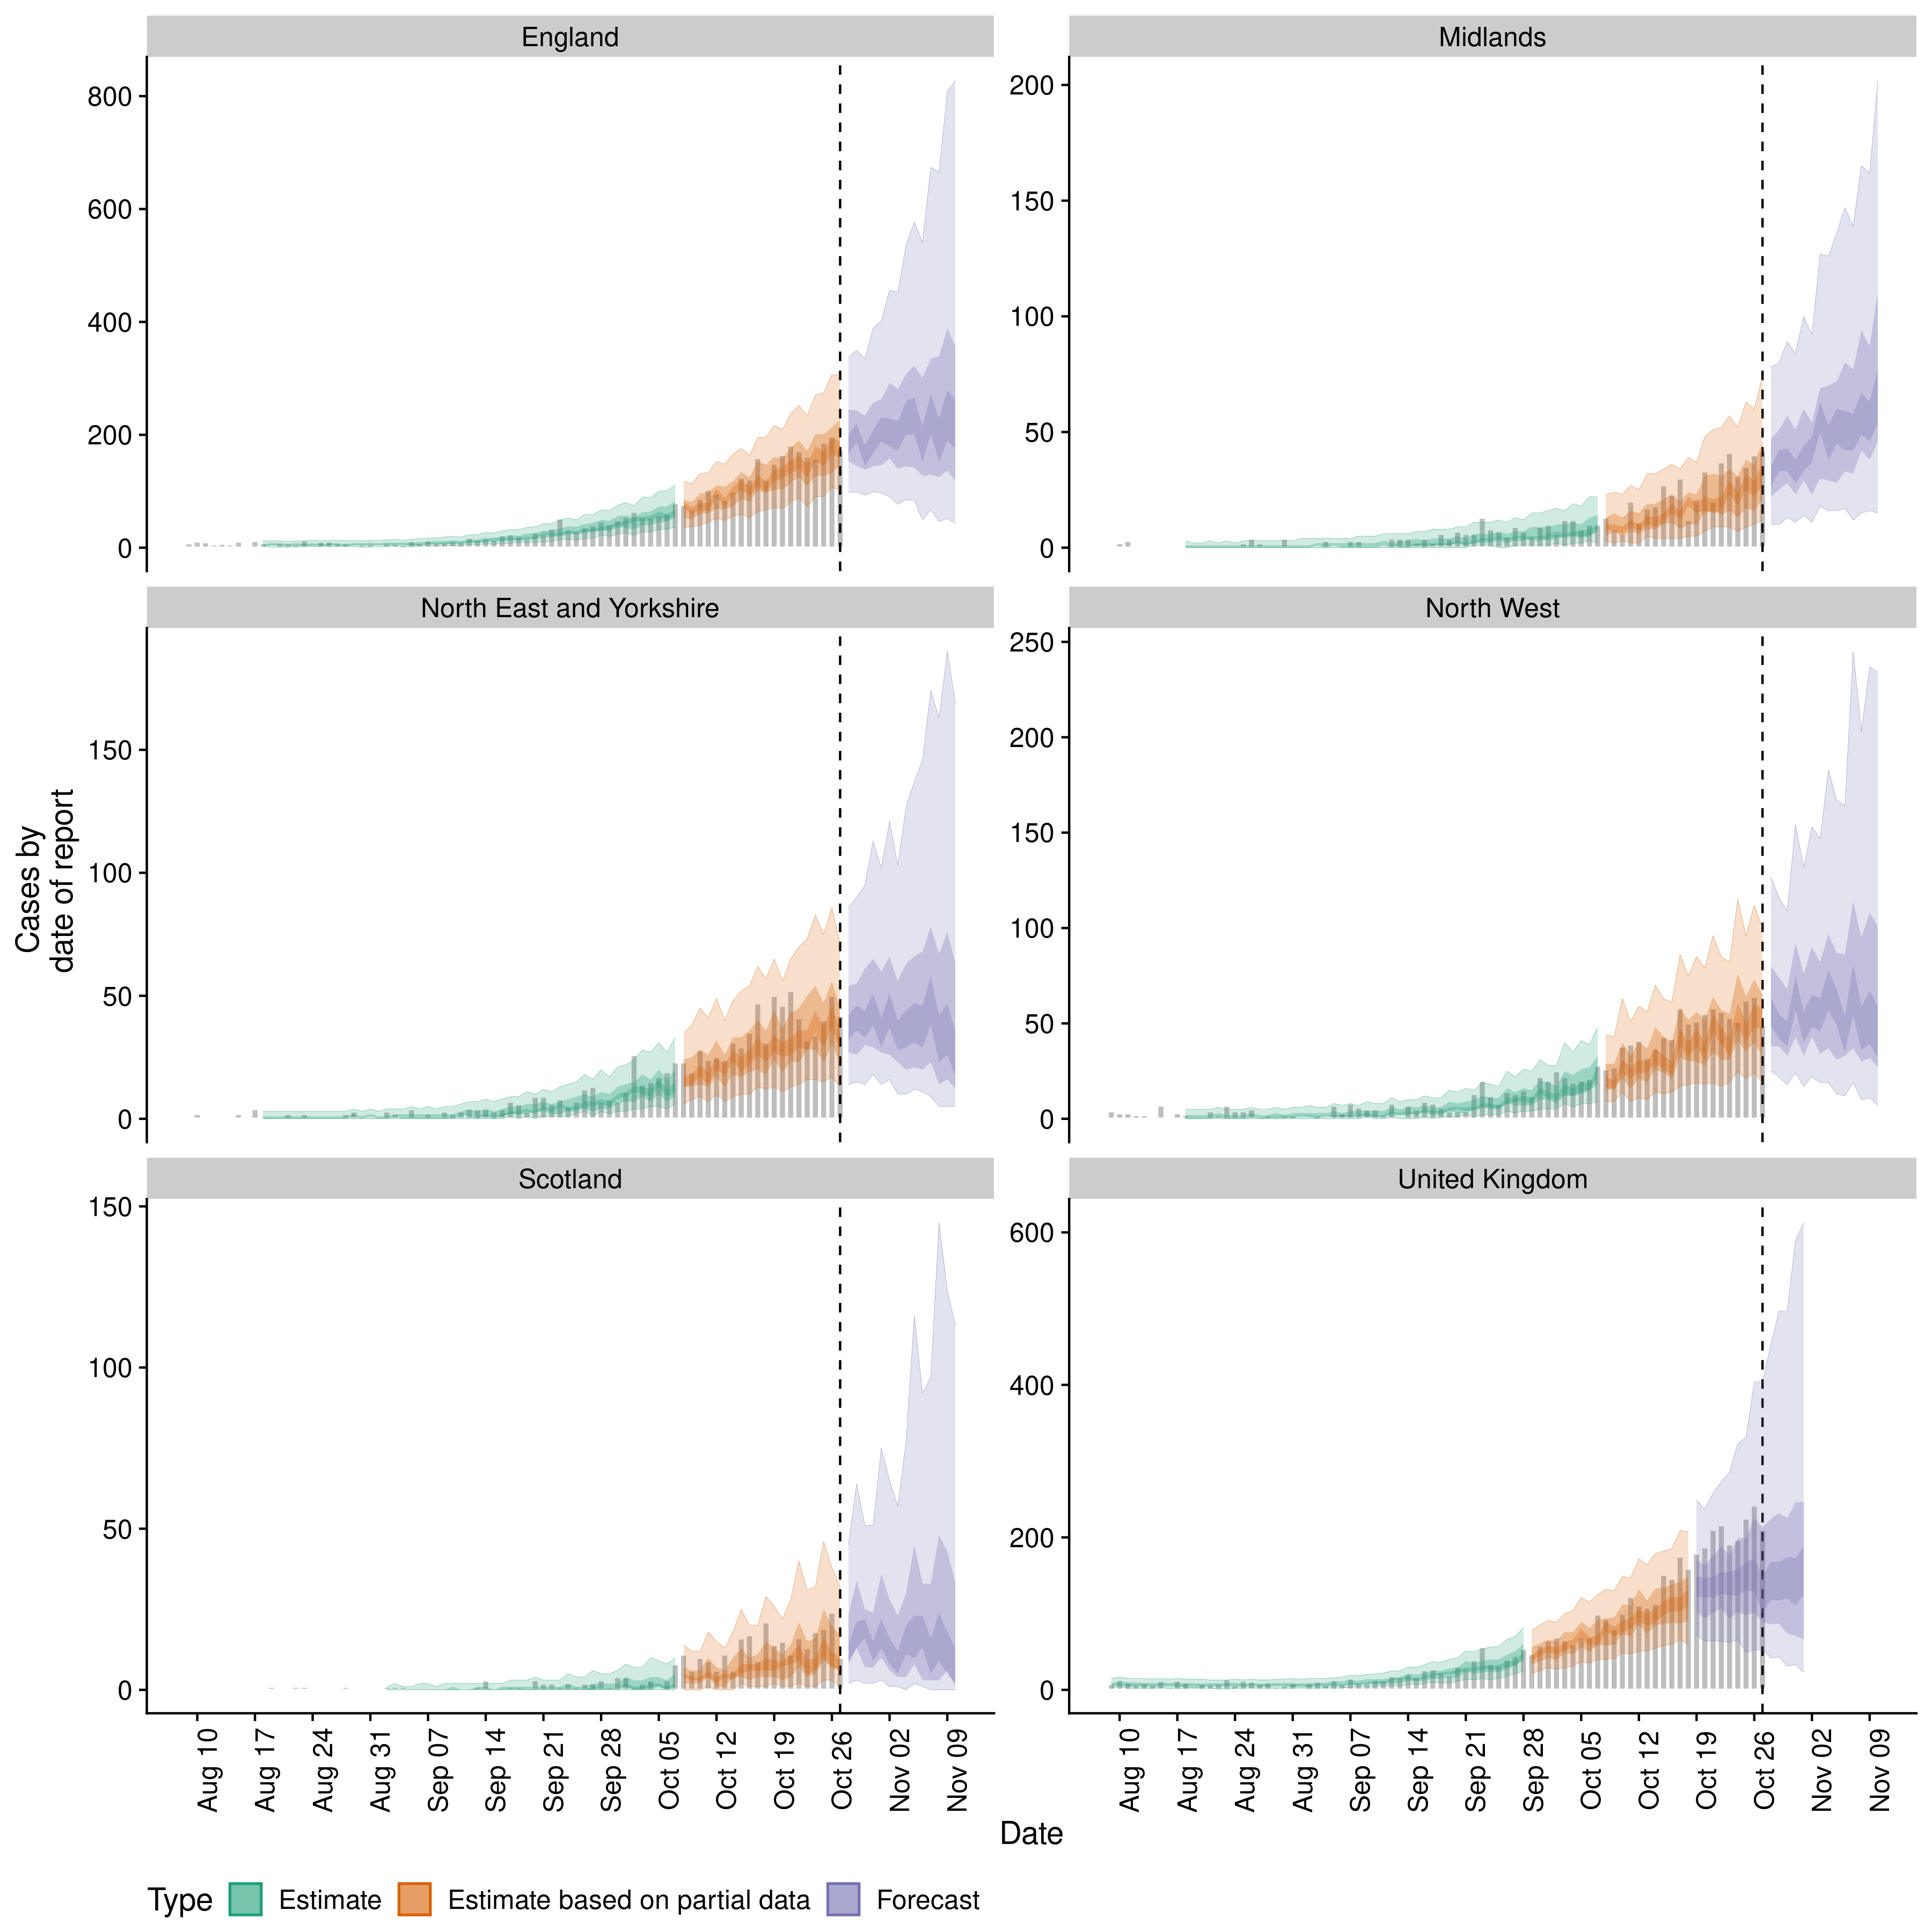 England
Midlands
800
600
400
200
0
200
150
100
50
0
North East and Yorkshire
North West
Cases by
date of report
150
100
50
0
250
200
150
100
50
0
Scotland
United Kingdom
150
100
50
0
600
400
200
0
Aug 10
Aug 17
Aug 24
Aug 31
Sep 07
Sep 14
Sep 21
Sep 28
Oct 05
Oct 12
Oct 19
Oct 26
Nov 02
Nov 09
Aug 10
Aug 17
Aug 24
Aug 31
Sep 07
Sep 14
Sep 21
Sep 28
Oct 05
Oct 12
Oct 19
Oct 26
Nov 02
Nov 09
Date
Type Estimate Estimate based on partial data Forecast